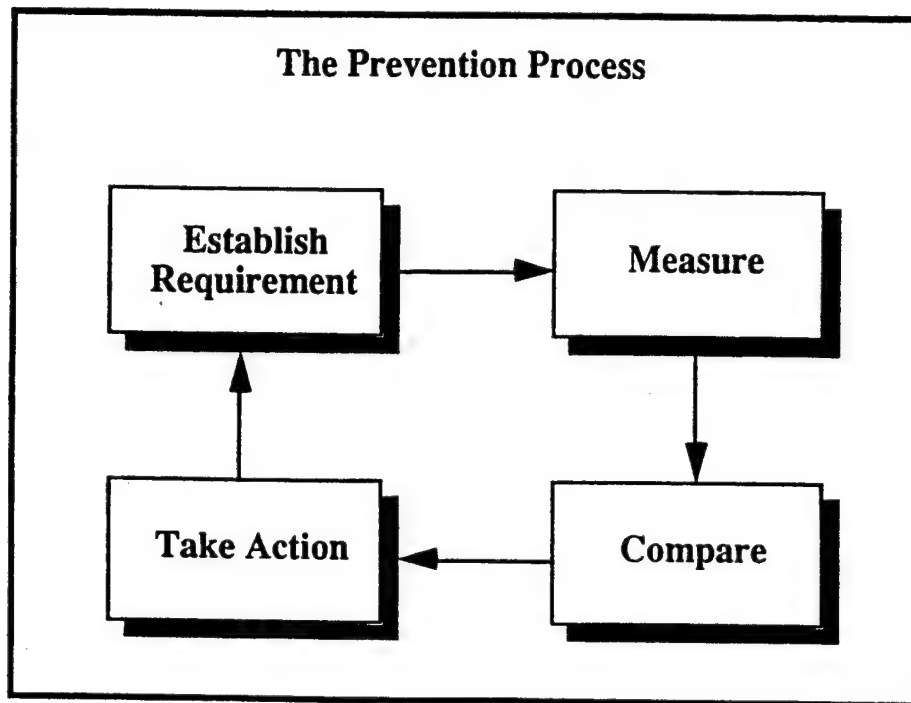 The Prevention Process
Establish
Requirement
Measure
Take Action
Compare